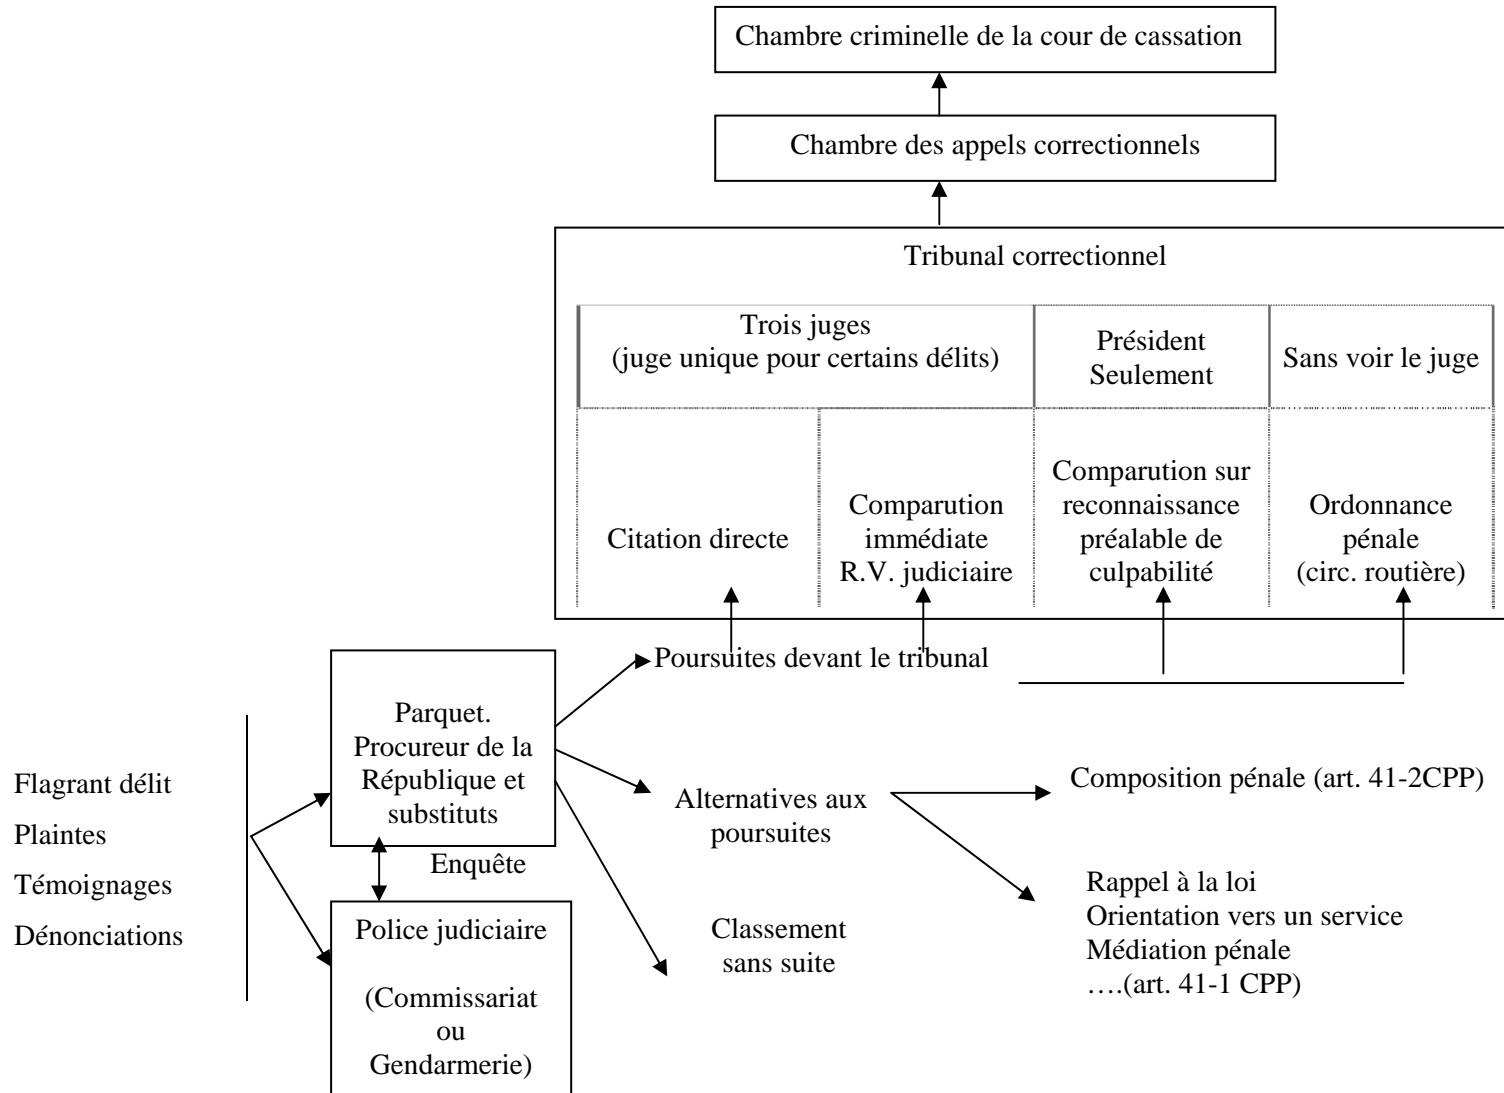 Chambre criminelle de la cour de cassation
Chambre des appels correctionnels
Tribunal correctionnel
Trois juges
(juge unique pour certains délits)
Président
Seulement
Sans voir le juge
Citation directe
Comparution
immédiate
R.V. judiciaire
Comparution sur
reconnaissance
préalable de
culpabilité
Ordonnance
pénale
(circ. routière)
Poursuites devant le tribunal
Parquet.
Procureur de la
République et
substituts
Flagrant délit
Plaintes
Témoignages
Dénonciations
Enquête
Police judiciaire
(Commissariat
ou
Gendarmerie)
Alternatives aux
poursuites
Classement
sans suite
Composition pénale (art. 41-2CPP)
Rappel à la loi
Orientation vers un service
Médiation pénale
….(art. 41-1 CPP)